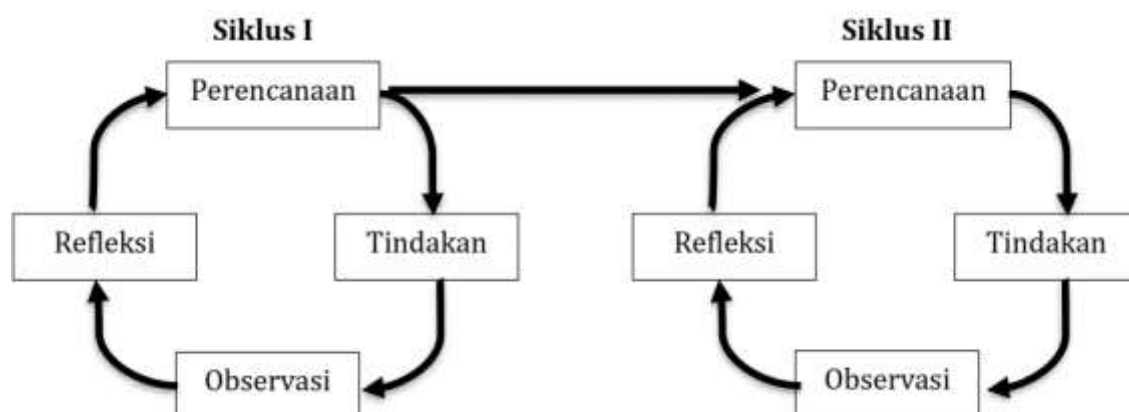 Siklus I
Perencanaan
Refleksi
Tindakan
Observasi
Siklus II
Perencanaan
Refleksi
Tindakan
Observasi